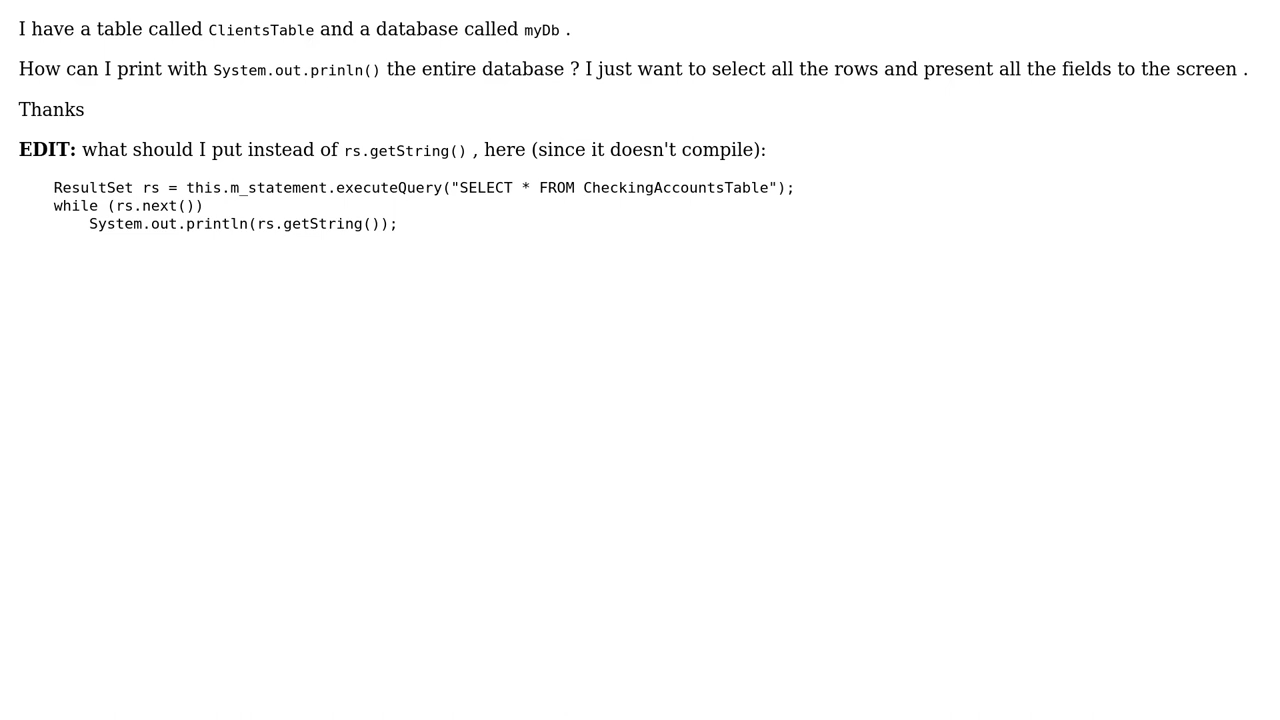 I have a table called ClientsTable and a database called myDb .
How can I print with System.out.prinln() the entire database ? I just want to select all the rows and present all the fields to the screen .
Thanks
EDIT: what should I put instead of rs.getString() , here (since it doesn't compile):
ResultSet rs = this.m_statement.executeQuery("SELECT * FROM CheckingAccountsTable");
while (rs.next())
    System.out.println(rs.getString());